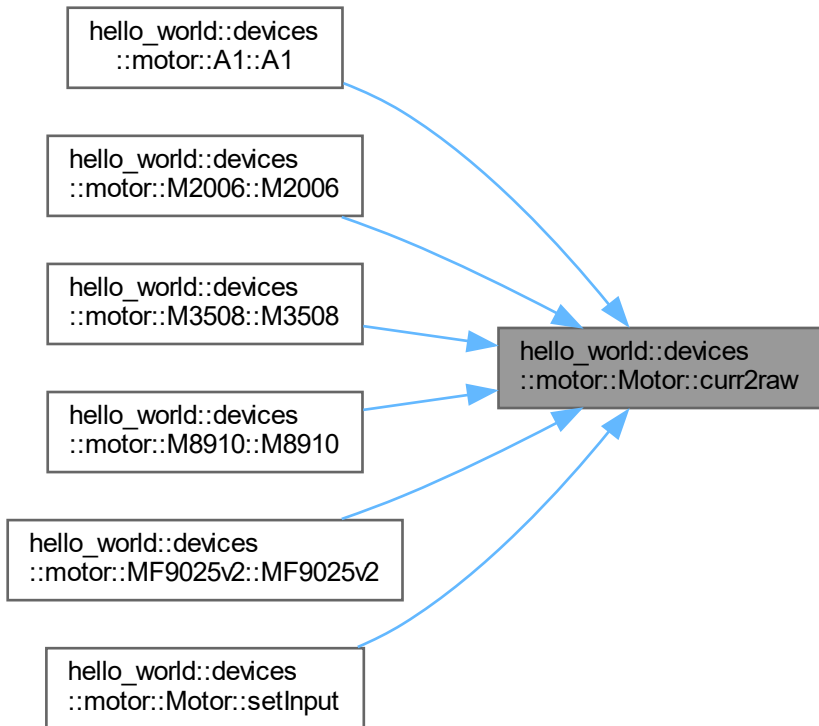 hello_world::devices
::motor::A1::A1
hello_world::devices
::motor::M2006::M2006
hello_world::devices
::motor::M3508::M3508
hello_world::devices
::motor::Motor::curr2raw
hello_world::devices
::motor::M8910::M8910
hello_world::devices
::motor::MF9025v2::MF9025v2
hello_world::devices
::motor::Motor::setInput